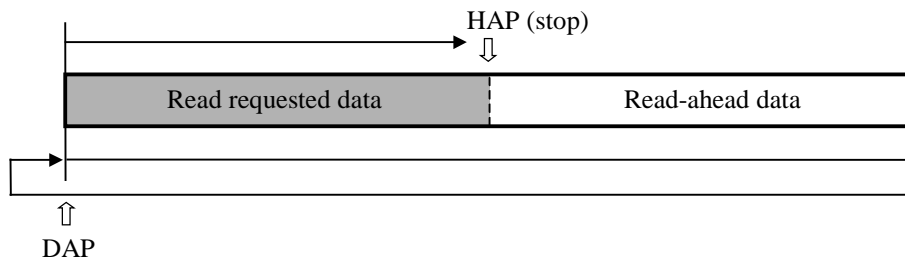 HAP (stop)
Read requested data
Read-ahead data
DAP